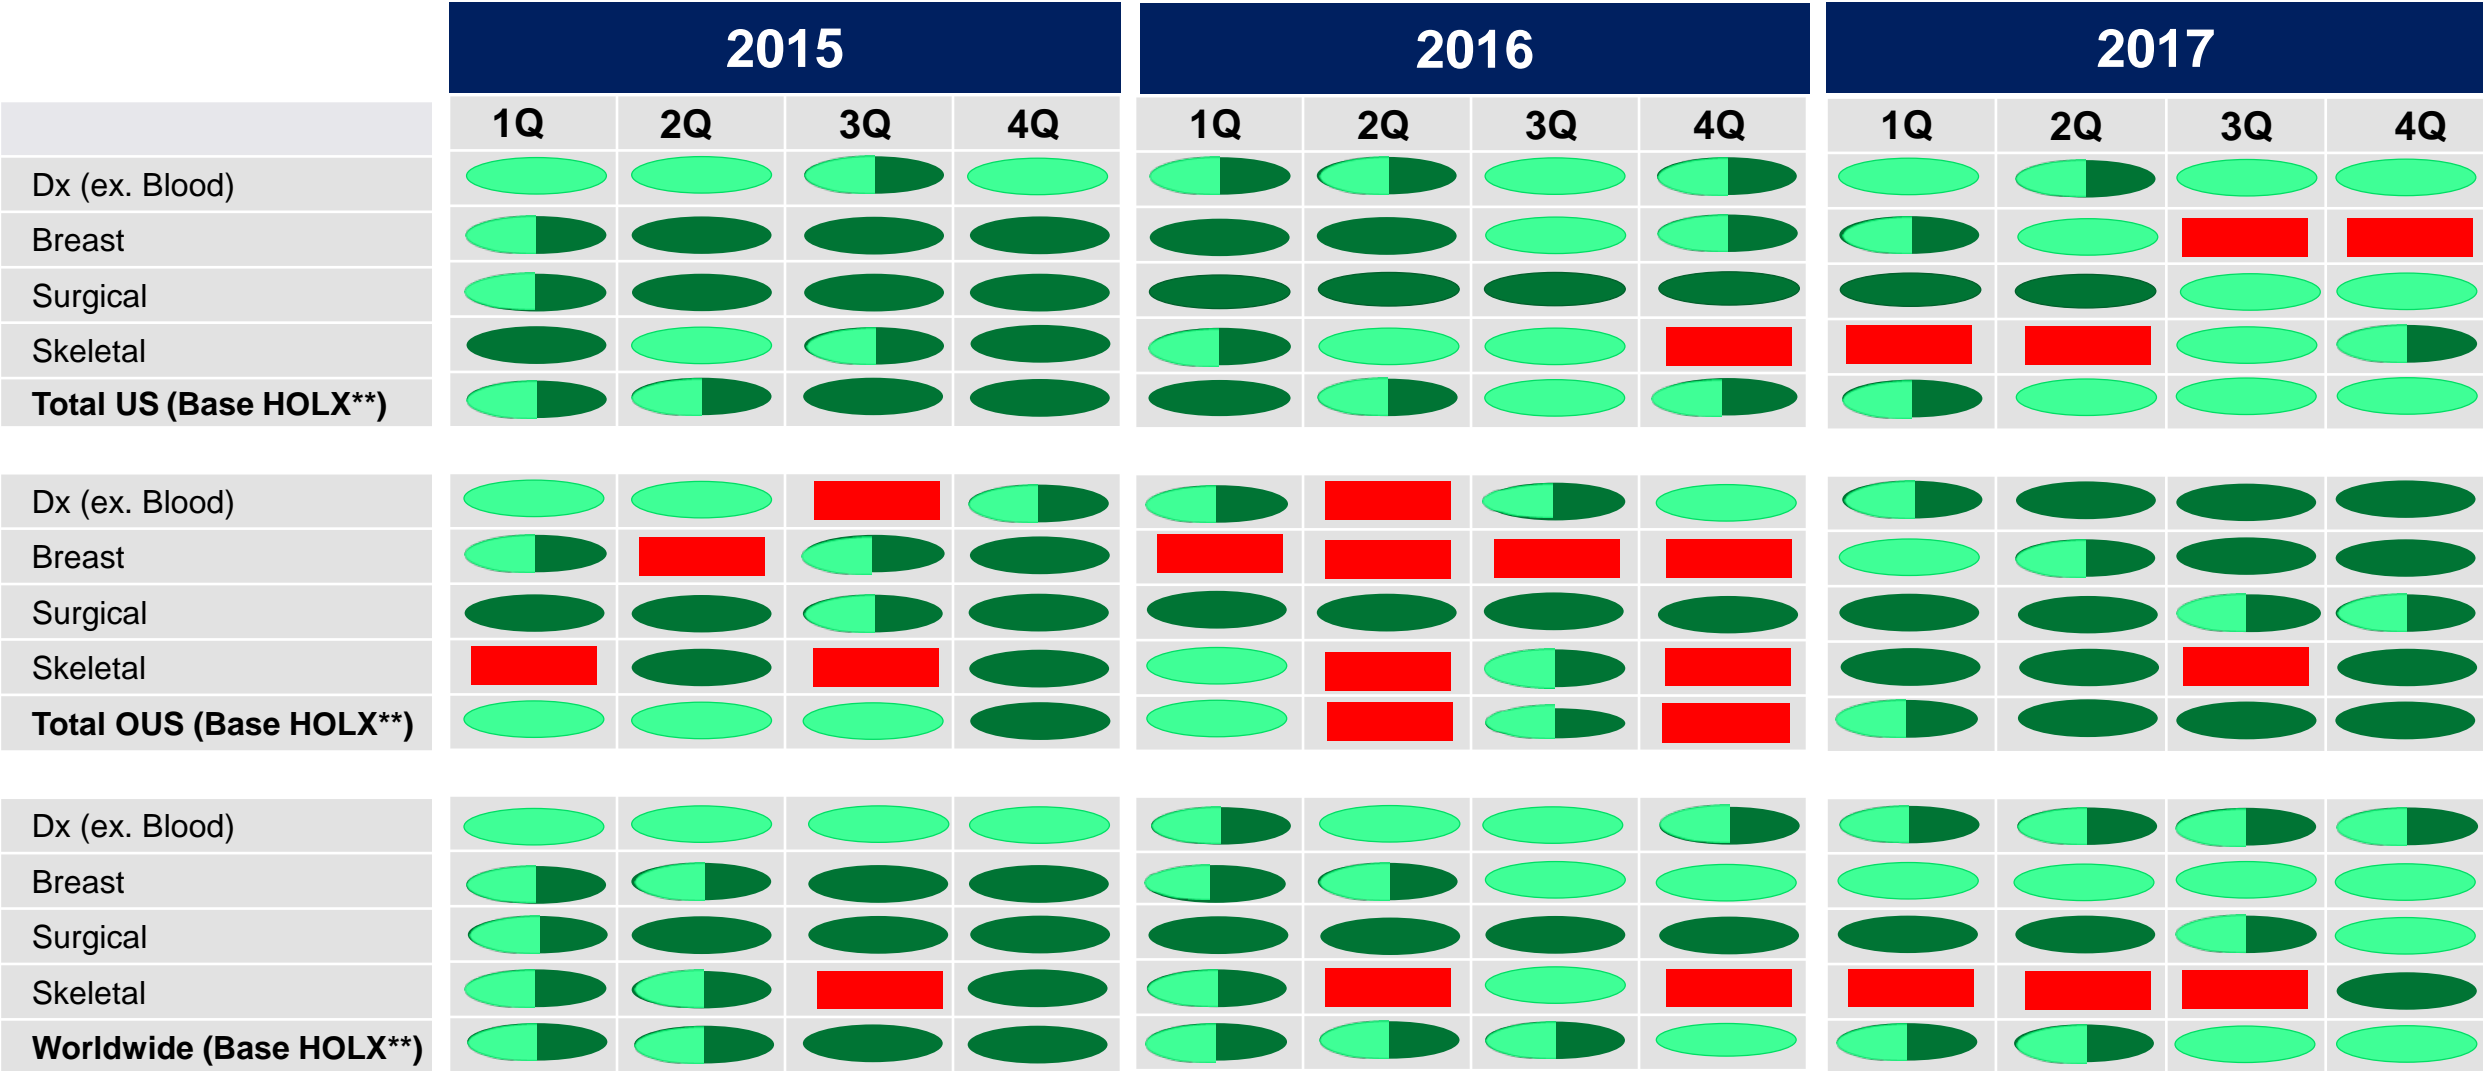 2015 2016 2017
1Q 2Q 3Q 4Q 1Q 2Q 3Q 4Q 1Q 2Q 3Q 4Q
Dx (ex. Blood)
Breast
Surgical
Skeletal
Total US (Base HOLX**)
Dx (ex. Blood)
Breast
Surgical
Skeletal
Total OUS (Base HOLX**)
Dx (ex. Blood)
Breast
Surgical
Skeletal
Worldwide (Base HOLX**)